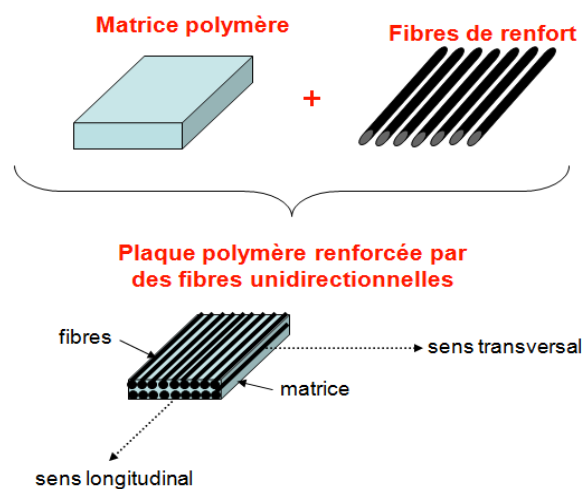 Matrice polymère
Fibres de renfort
+
Plaque polymère renforcée par
des fibres unidirectionnelles
fibres
sens transversal
matrice
sens longitudinal